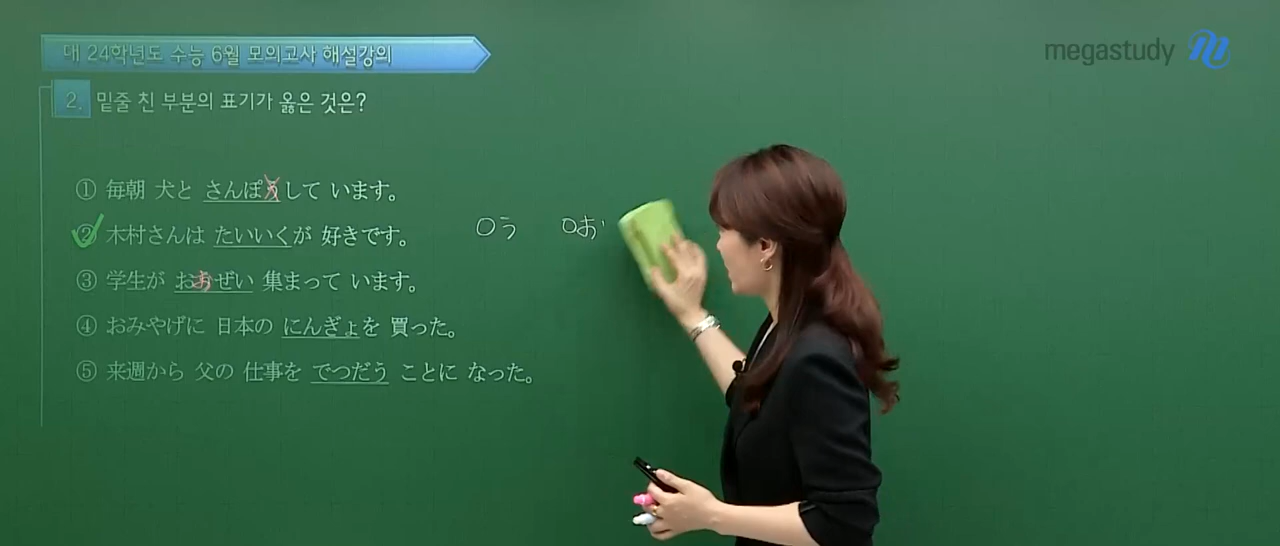 대 24학년도 수능 6월 모의고사 해설강의
megastudy
2. 밑줄 친 부분의 표기가 옳은 것은?
① 毎朝 犬と さんぽうして います。
② 木村さんは たいいくが 好きです。
○う ロお
③ 学生が おおぜい 集まって います。
④ おみやげに 日本の にんぎょを 買った。
⑤ 来週から 父の 仕事を でつだう ことに なった。